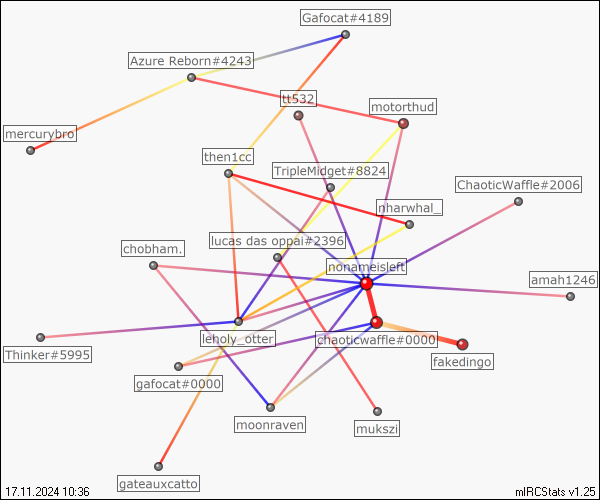 Gafocat#4189
Azure Reborn#4243
tt532
motorthud
mercurybro
then1cc
TripleMidget#8824
ChaoticWaffle#2006
nharwhal_
lucas das oppai#2396
chobham.
nonameisleft
amah1246
leholy_otter
chaoticwaffle#0000
Thinker#5995
fakedingo
gafocat#0000
moonraven
mukszi
gateauxcatto
17.11.2024 10:36
mIRCStats v1.25